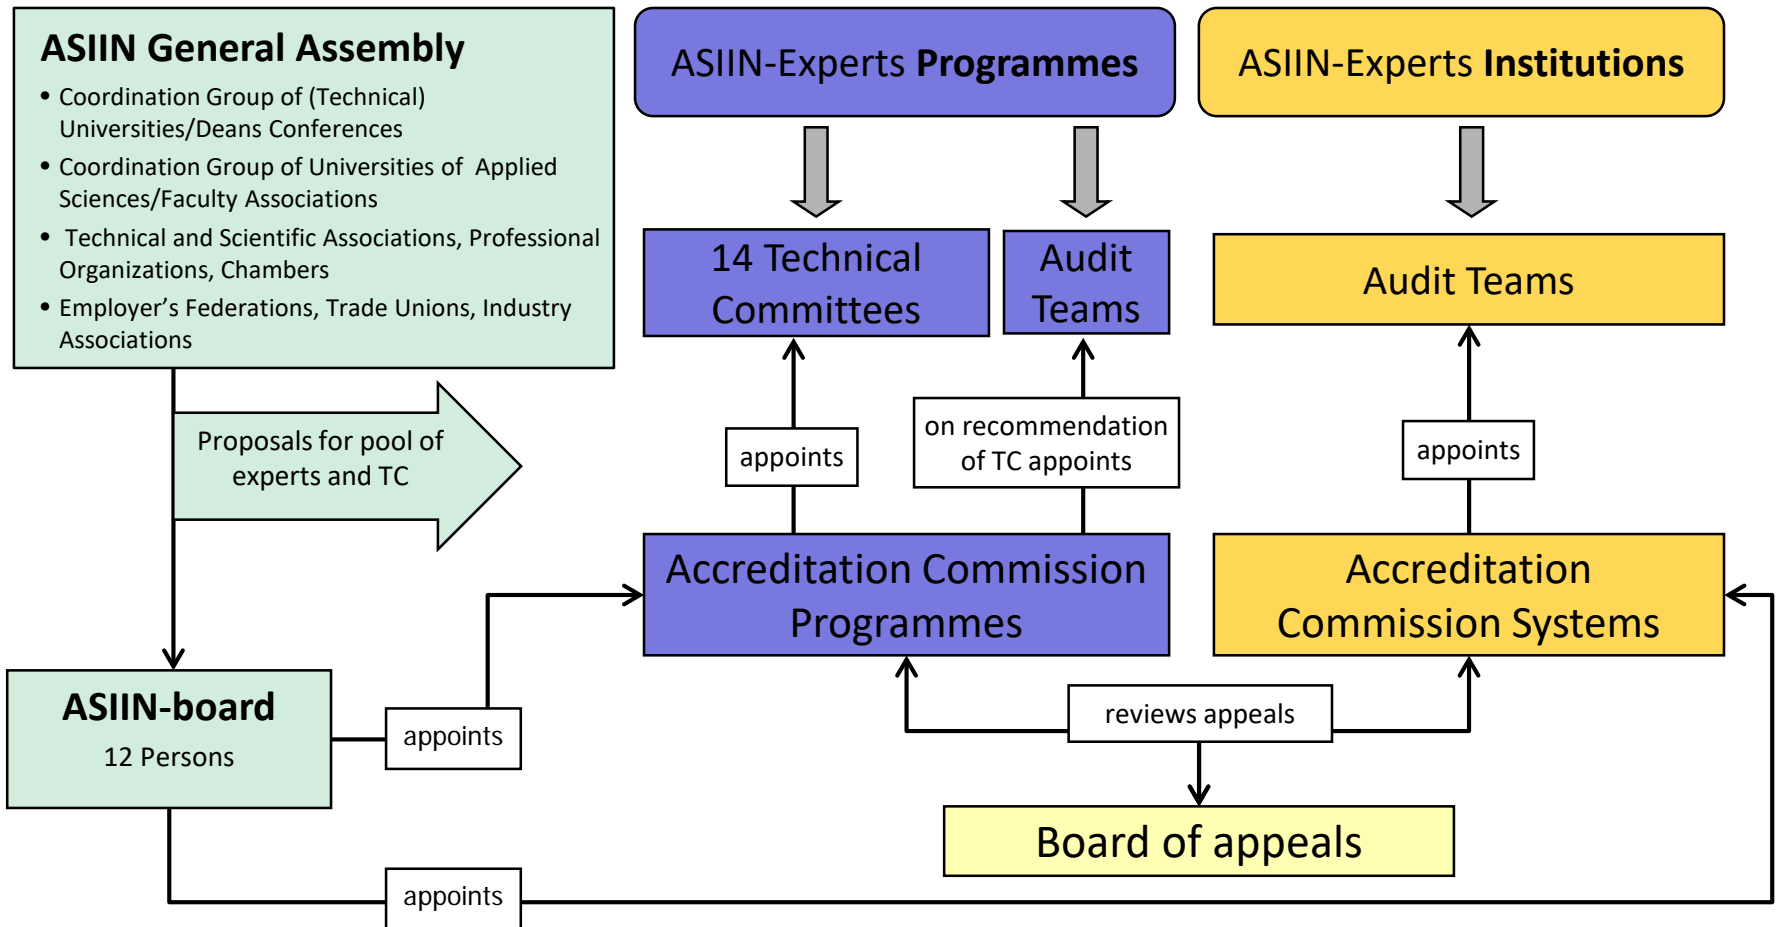 ASIIN General Assembly
• Coordination Group of (Technical)
Universities/Deans Conferences
• Coordination Group of Universities of Applied
Sciences/Faculty Associations
• Technical and Scientific Associations, Professional
Organizations, Chambers
• Employer’s Federations, Trade Unions, Industry
Associations
ASIIN-Experts Programmes
ASIIN-Experts Institutions
14 Technical
Committees
Audit
Teams
Audit Teams
Proposals for pool of
experts and TC
appoints
on recommendation
of TC appoints
appoints
Accreditation Commission
Programmes
Accreditation
Commission Systems
ASIIN-board
12 Persons
appoints
reviews appeals
Board of appeals
appoints